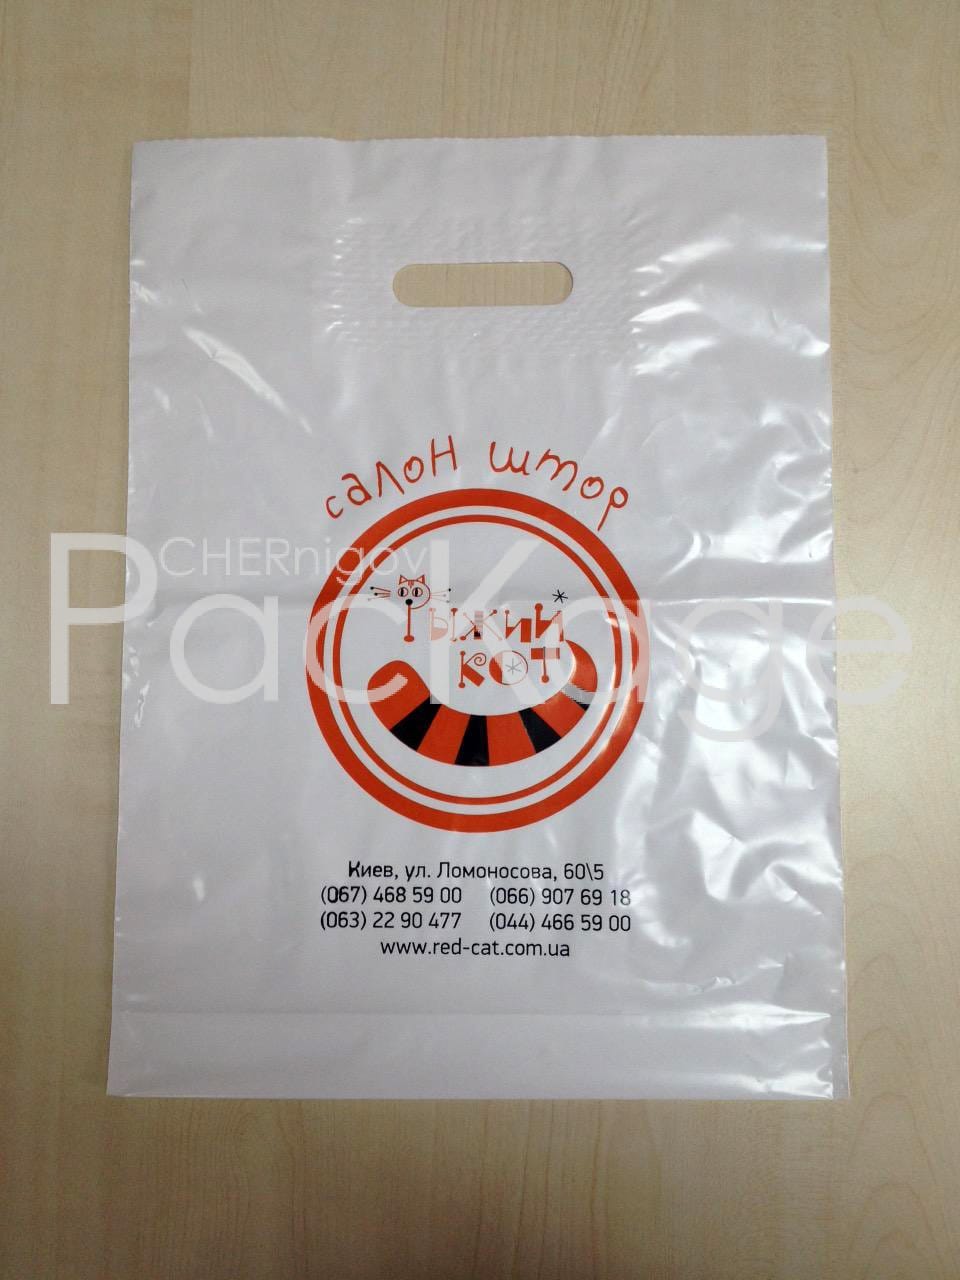 салон штор
Рыжий
кот
CHERnigov
Package
Киев, ул. Ломоносова, 60\5
(067) 468 59 00 (066) 907 69 18
(063) 22 90 477 (044) 466 59 00
www.red-cat.com.ua